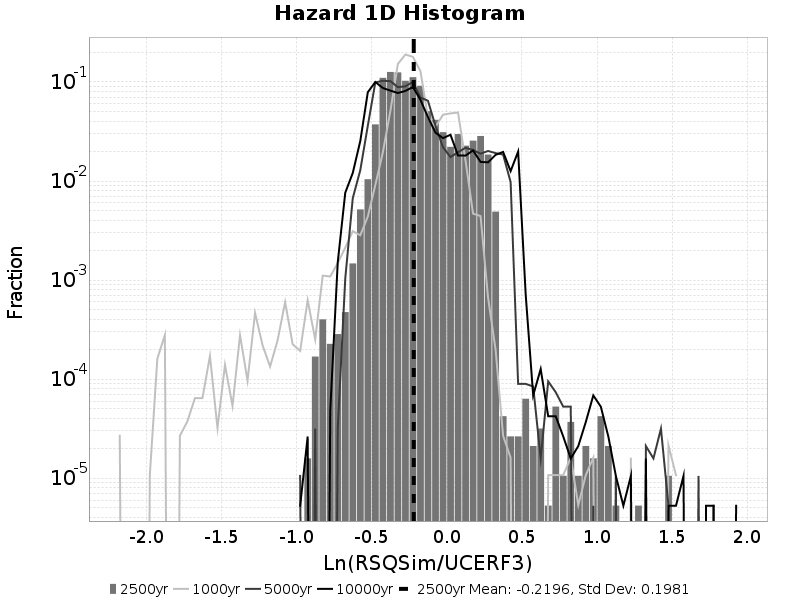 Hazard 1D Histogram
10-1
10-2
10-3
10-4
10-5
Fraction
-2.0 -1.5 -1.0 -0.5 0.0 0.5 1.0 1.5 2.0
Ln(RSQSim/UCERF3)
2500yr 1000yr 5000yr 10000yr 2500yr Mean: -0.2196, Std Dev: 0.1981